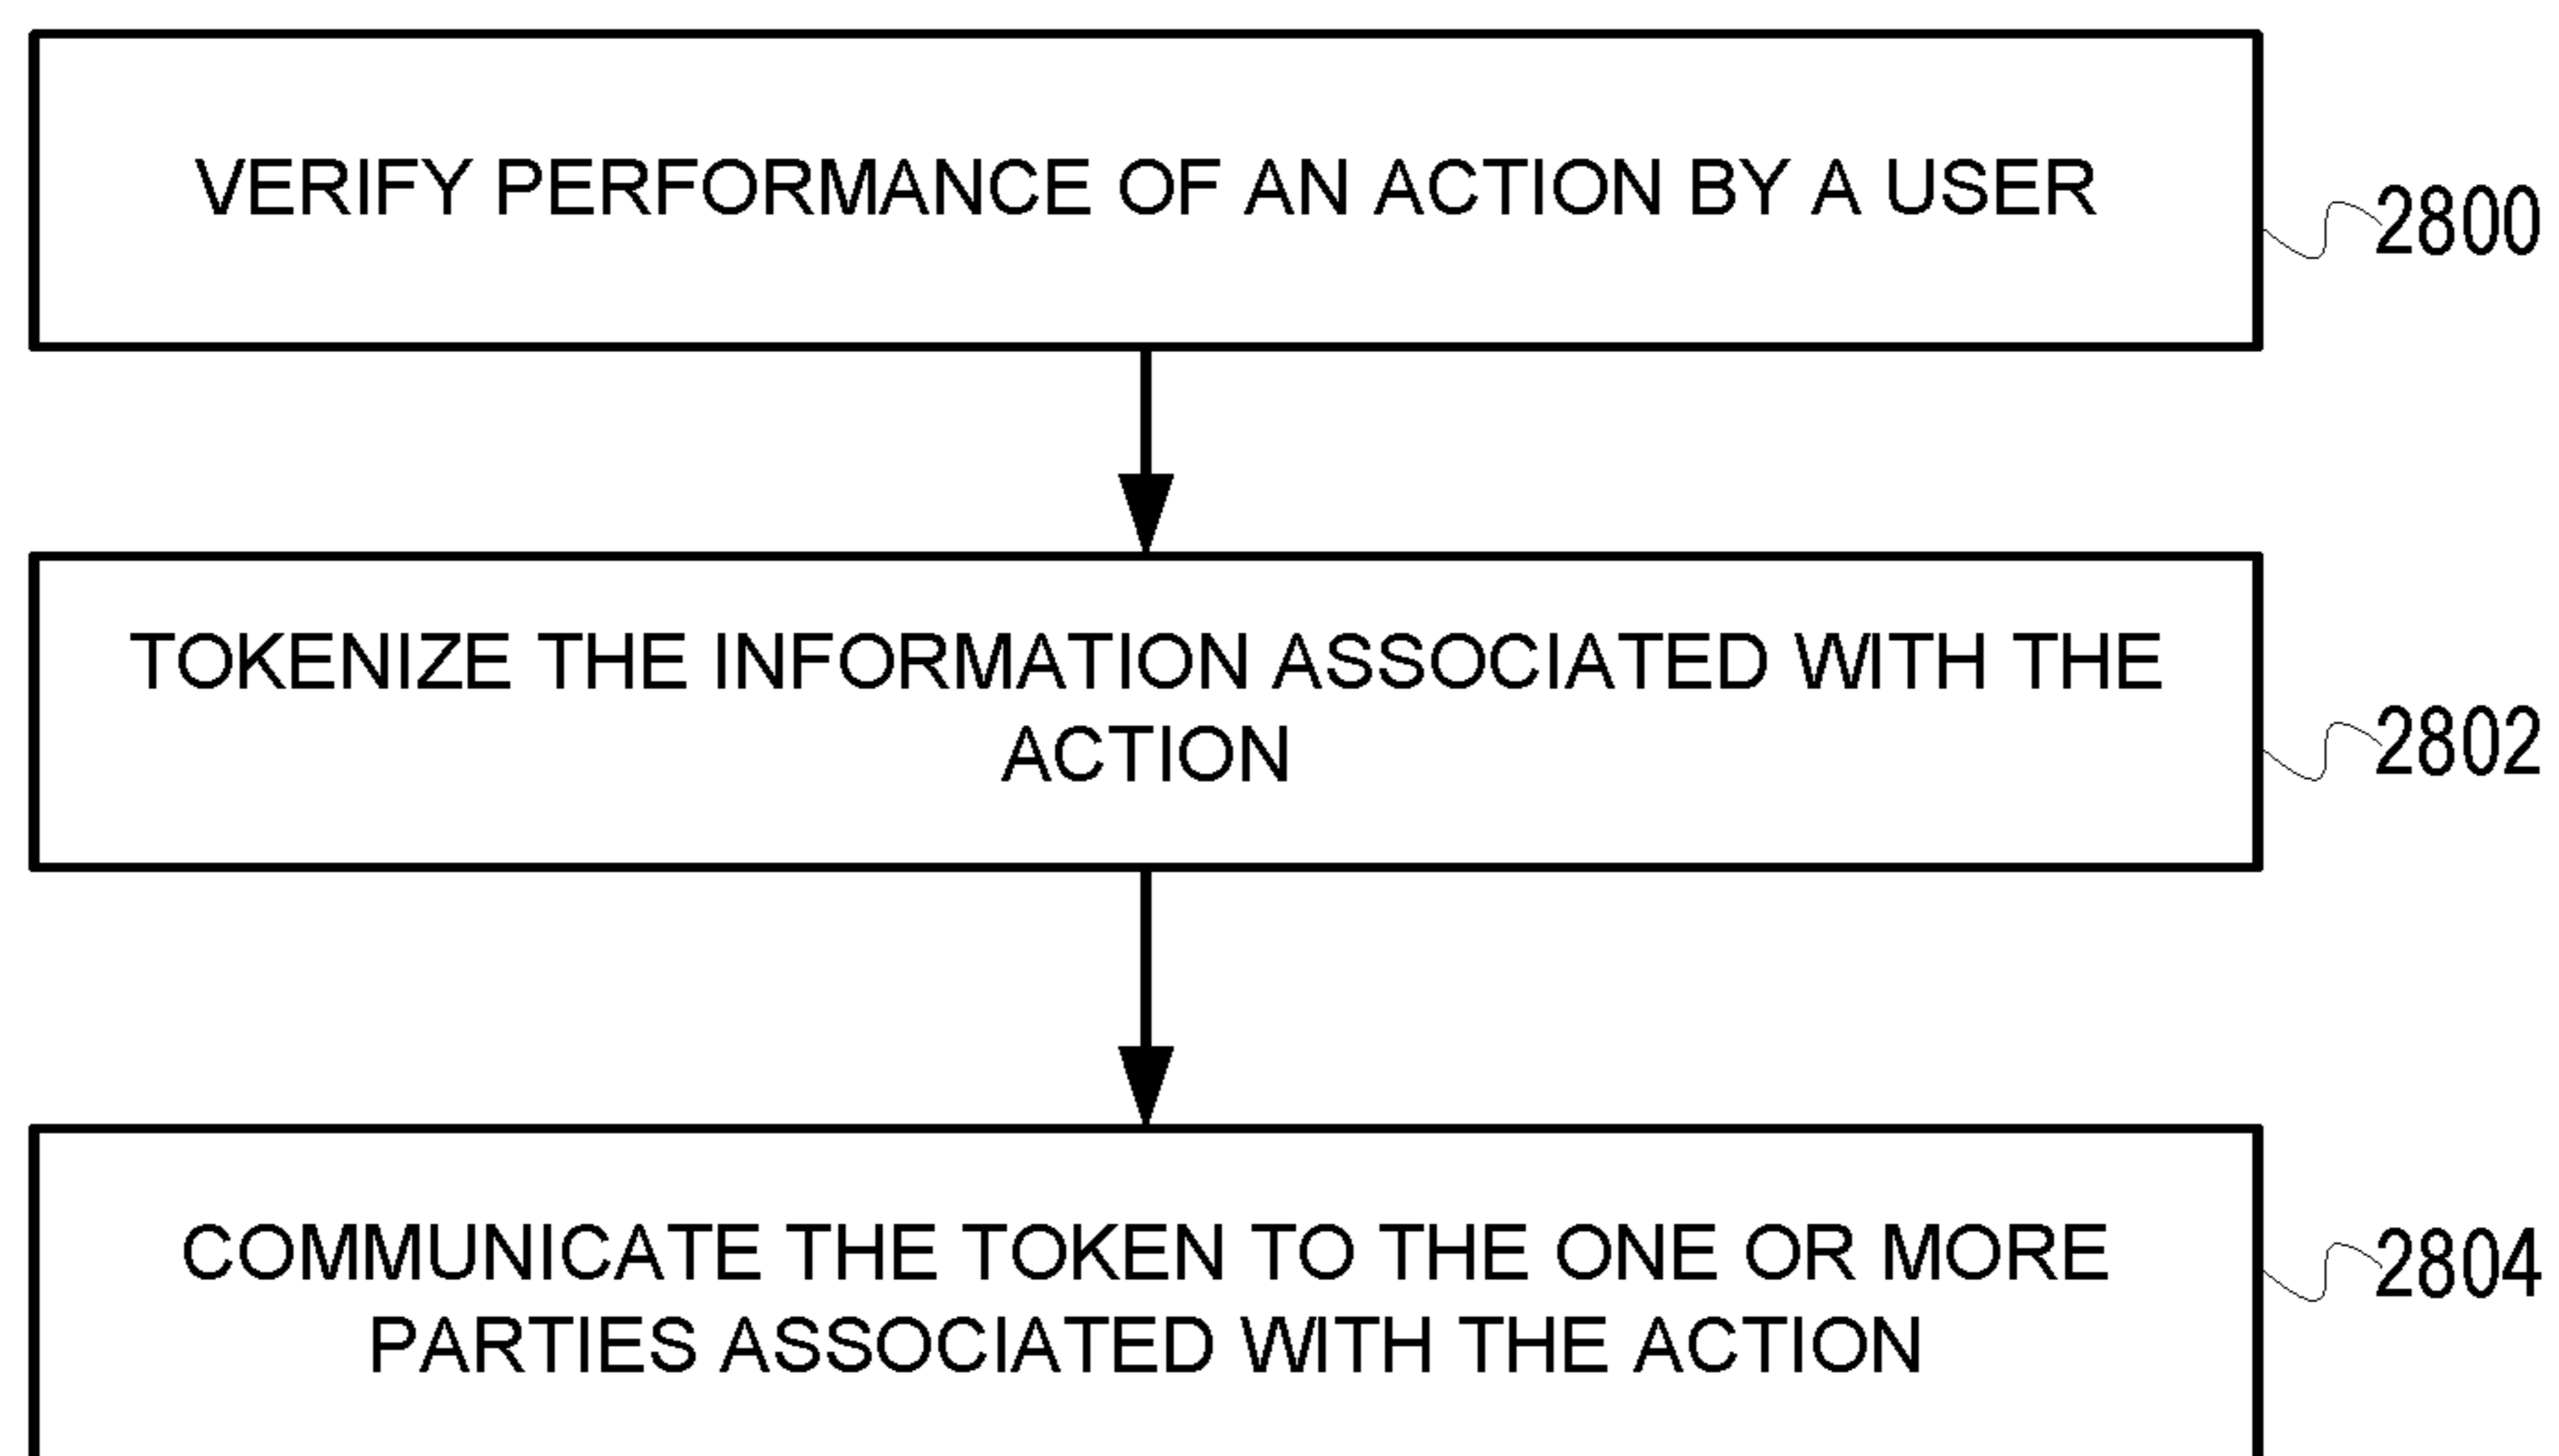 VERIFY PERFORMANCE OF AN ACTION BY A USER
2800
TOKENIZE THE INFORMATION ASSOCIATED WITH THE
ACTION
2802
COMMUNICATE THE TOKEN TO THE ONE OR MORE
PARTIES ASSOCIATED WITH THE ACTION
2804